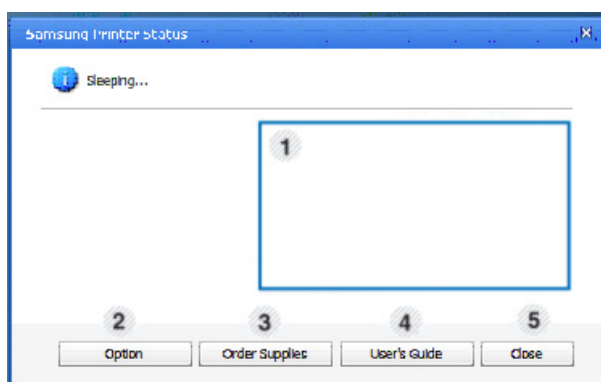 Samsung Printer Status
Sleeping...
1
2 3 4 5
Option Order Supplies User's Guide Close